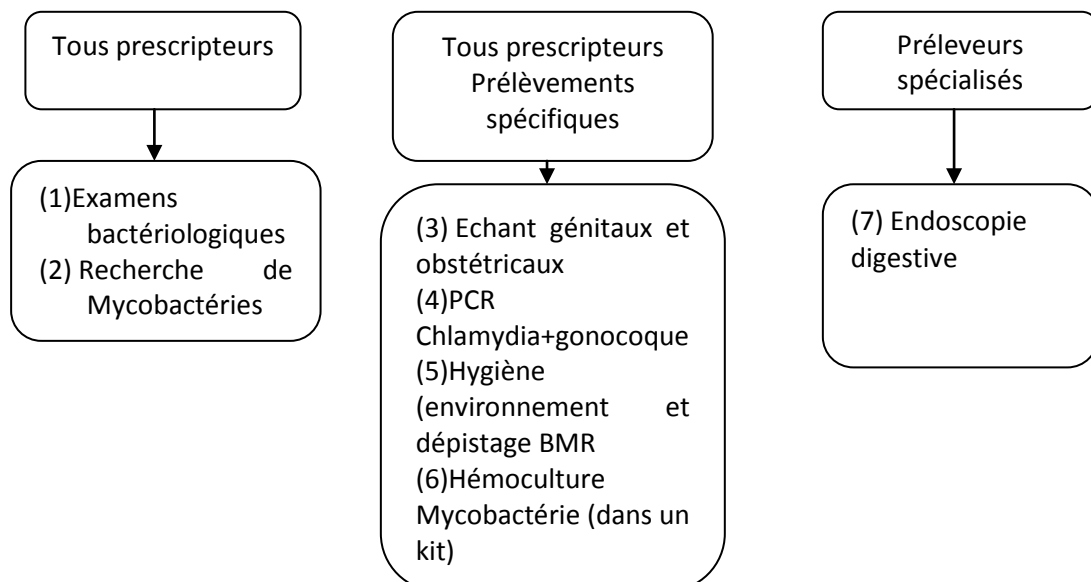 Tous prescripteurs
(1)Examens
bactériologiques
(2) Recherche de
Mycobactéries
Tous prescripteurs
Prélèvements
spécifiques
(3) Echant génitaux et
obstétricaux
(4)PCR
Chlamydia+gonocoque
(5)Hygiène
(environnement et
dépistage BMR
(6)Hémoculture
Mycobactérie (dans un
kit)
Préleveurs
spécialisés
(7) Endoscopie
digestive